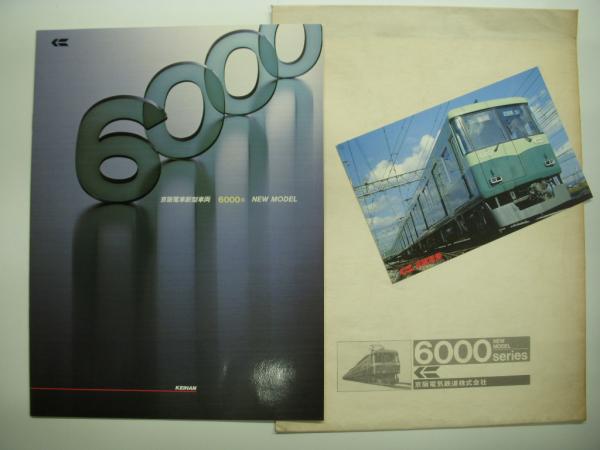 6000
京阪電車新型車両 6000系 NEW MODEL
KEIHAN
6000 NEW MODEL series
京阪電気鉄道株式会社